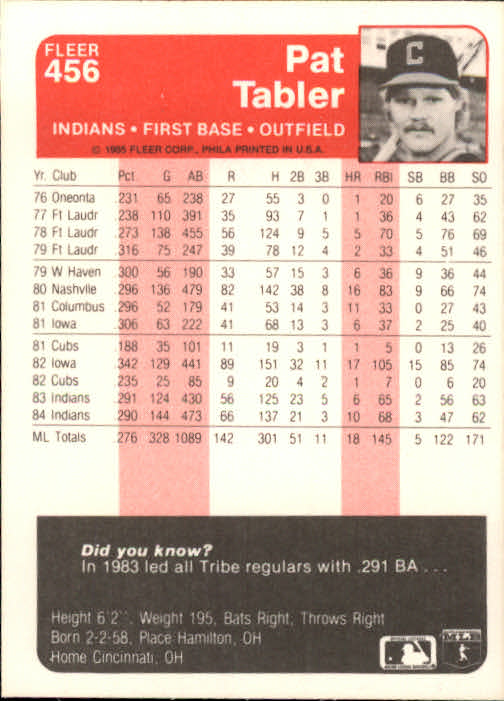 FLEER
456
Pat
Tabler
INDIANS • FIRST BASE • OUTFIELD
© 1985 FLEER CORP., PHILA PRINTED IN U.S.A.
C
Yr. Club Pct. G AB R H 2B 3B HR RBI SB BB SO
76 Oneonta .231 65 238 27 55 3 0 1 20 6 27 35
77 Ft Laudr .238 110 391 35 93 7 1 1 36 4 43 62
78 Ft Laudr .273 138 455 56 124 9 5 5 70 5 76 69
79 Ft Laudr .316 75 247 39 78 12 4 2 33 4 51 46
79 W Haven .300 56 190 33 57 15 3 6 36 9 36 44
80 Nashvlle .296 136 479 82 142 38 8 16 83 9 66 74
81 Columbus .296 52 179 41 53 14 3 11 33 0 27 43
81 Iowa .306 63 222 41 68 13 3 6 37 2 25 40
81 Cubs .188 35 101 11 19 3 1 1 5 0 13 26
82 Iowa .342 129 441 89 151 32 11 17 105 15 85 74
82 Cubs .235 25 85 9 20 4 2 1 7 0 6 20
83 Indians .291 124 430 56 125 23 5 6 65 2 56 63
84 Indians .290 144 473 66 137 21 3 10 68 3 47 62
ML Totals .276 328 1089 142 301 51 11 18 145 5 122 171
Did you know?
In 1983 led all Tribe regulars with .291 BA . . .
Height 6'2". Weight 195, Bats Right, Throws Right
Born 2-2-58, Place Hamilton, OH
Home Cincinnati, OH